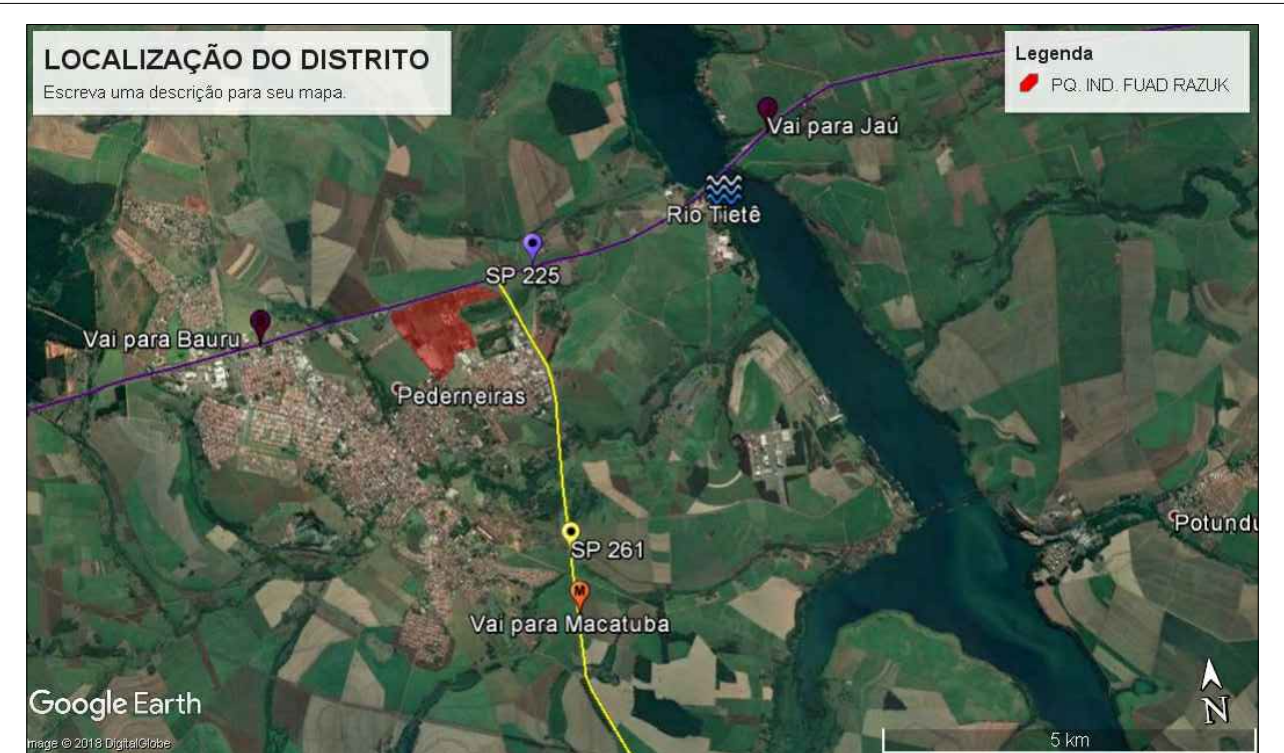 LOCALIZAÇÃO DO DISTRITO
Escreva uma descrição para seu mapa.
Legenda
PQ. IND. FUAD RAZUK
Vai para Jaú
Rio Tietê
SP 225
Vai para Bauru
Pederneiras
Potundu
SP 261
M
Vai para Macatuba
Google Earth
N
mage © 2018 DigitalGlobe
5 km